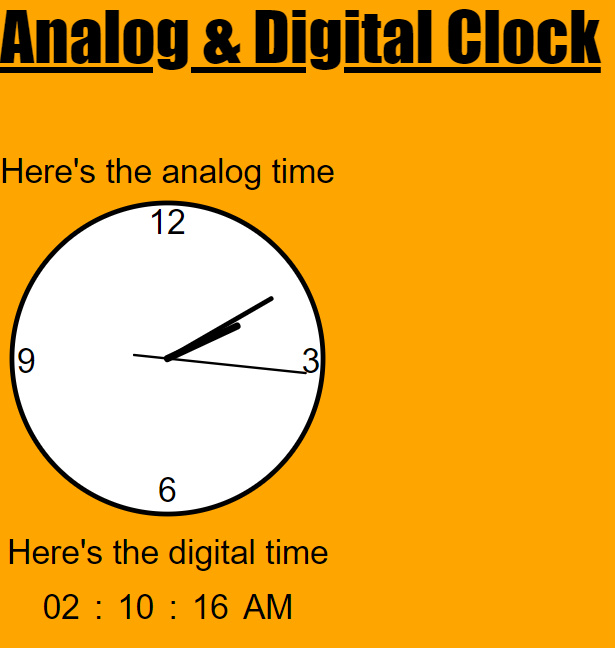 Analog & Digital Clock
Here's the analog time
12
9
3
6
Here's the digital time
02 : 10 : 16 AM